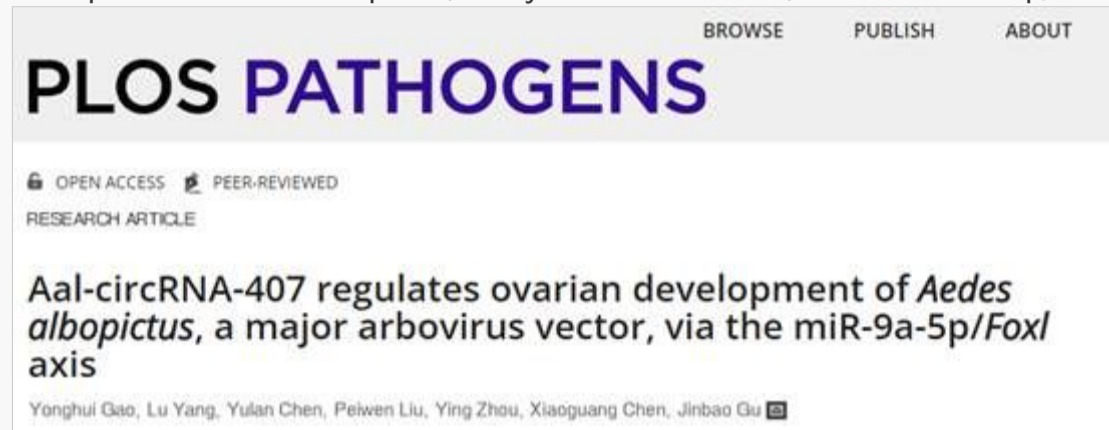 BROWSE PUBLISH ABOUT
PLOS PATHOGENS
OPEN ACCESS PEER-REVIEWED
RESEARCH ARTICLE
Aal-circRNA-407 regulates ovarian development of Aedes
albopictus, a major arbovirus vector, via the miR-9a-5p/Foxl
axis
Yonghui Gao, Lu Yang, Yulan Chen, Peiwen Liu, Ying Zhou, Xiaoguang Chen, Jinbao Gu